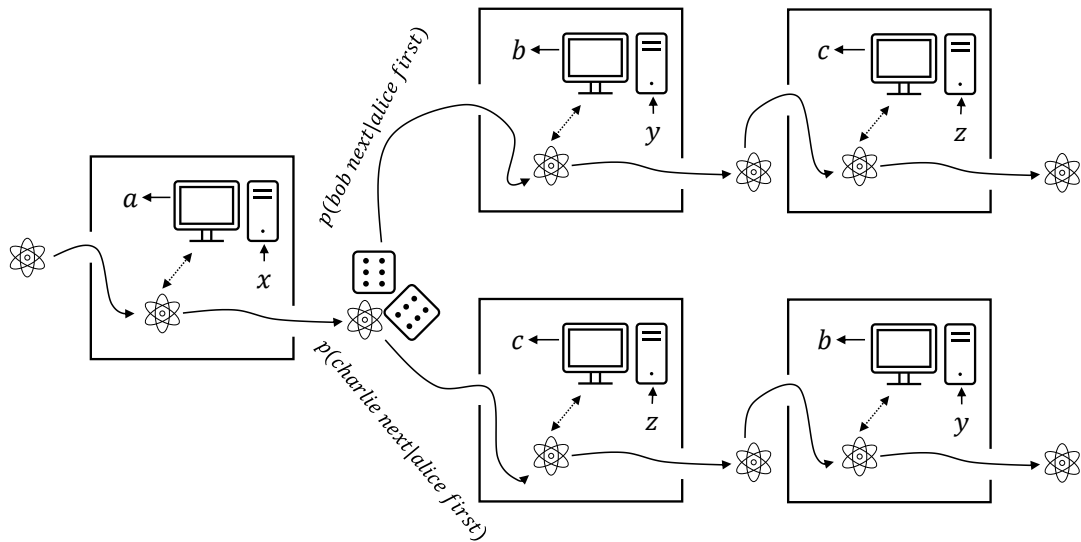 a
x
p(bob next|alice first)
p(charlie next|alice first)
b
y
c
z
c
z
b
y